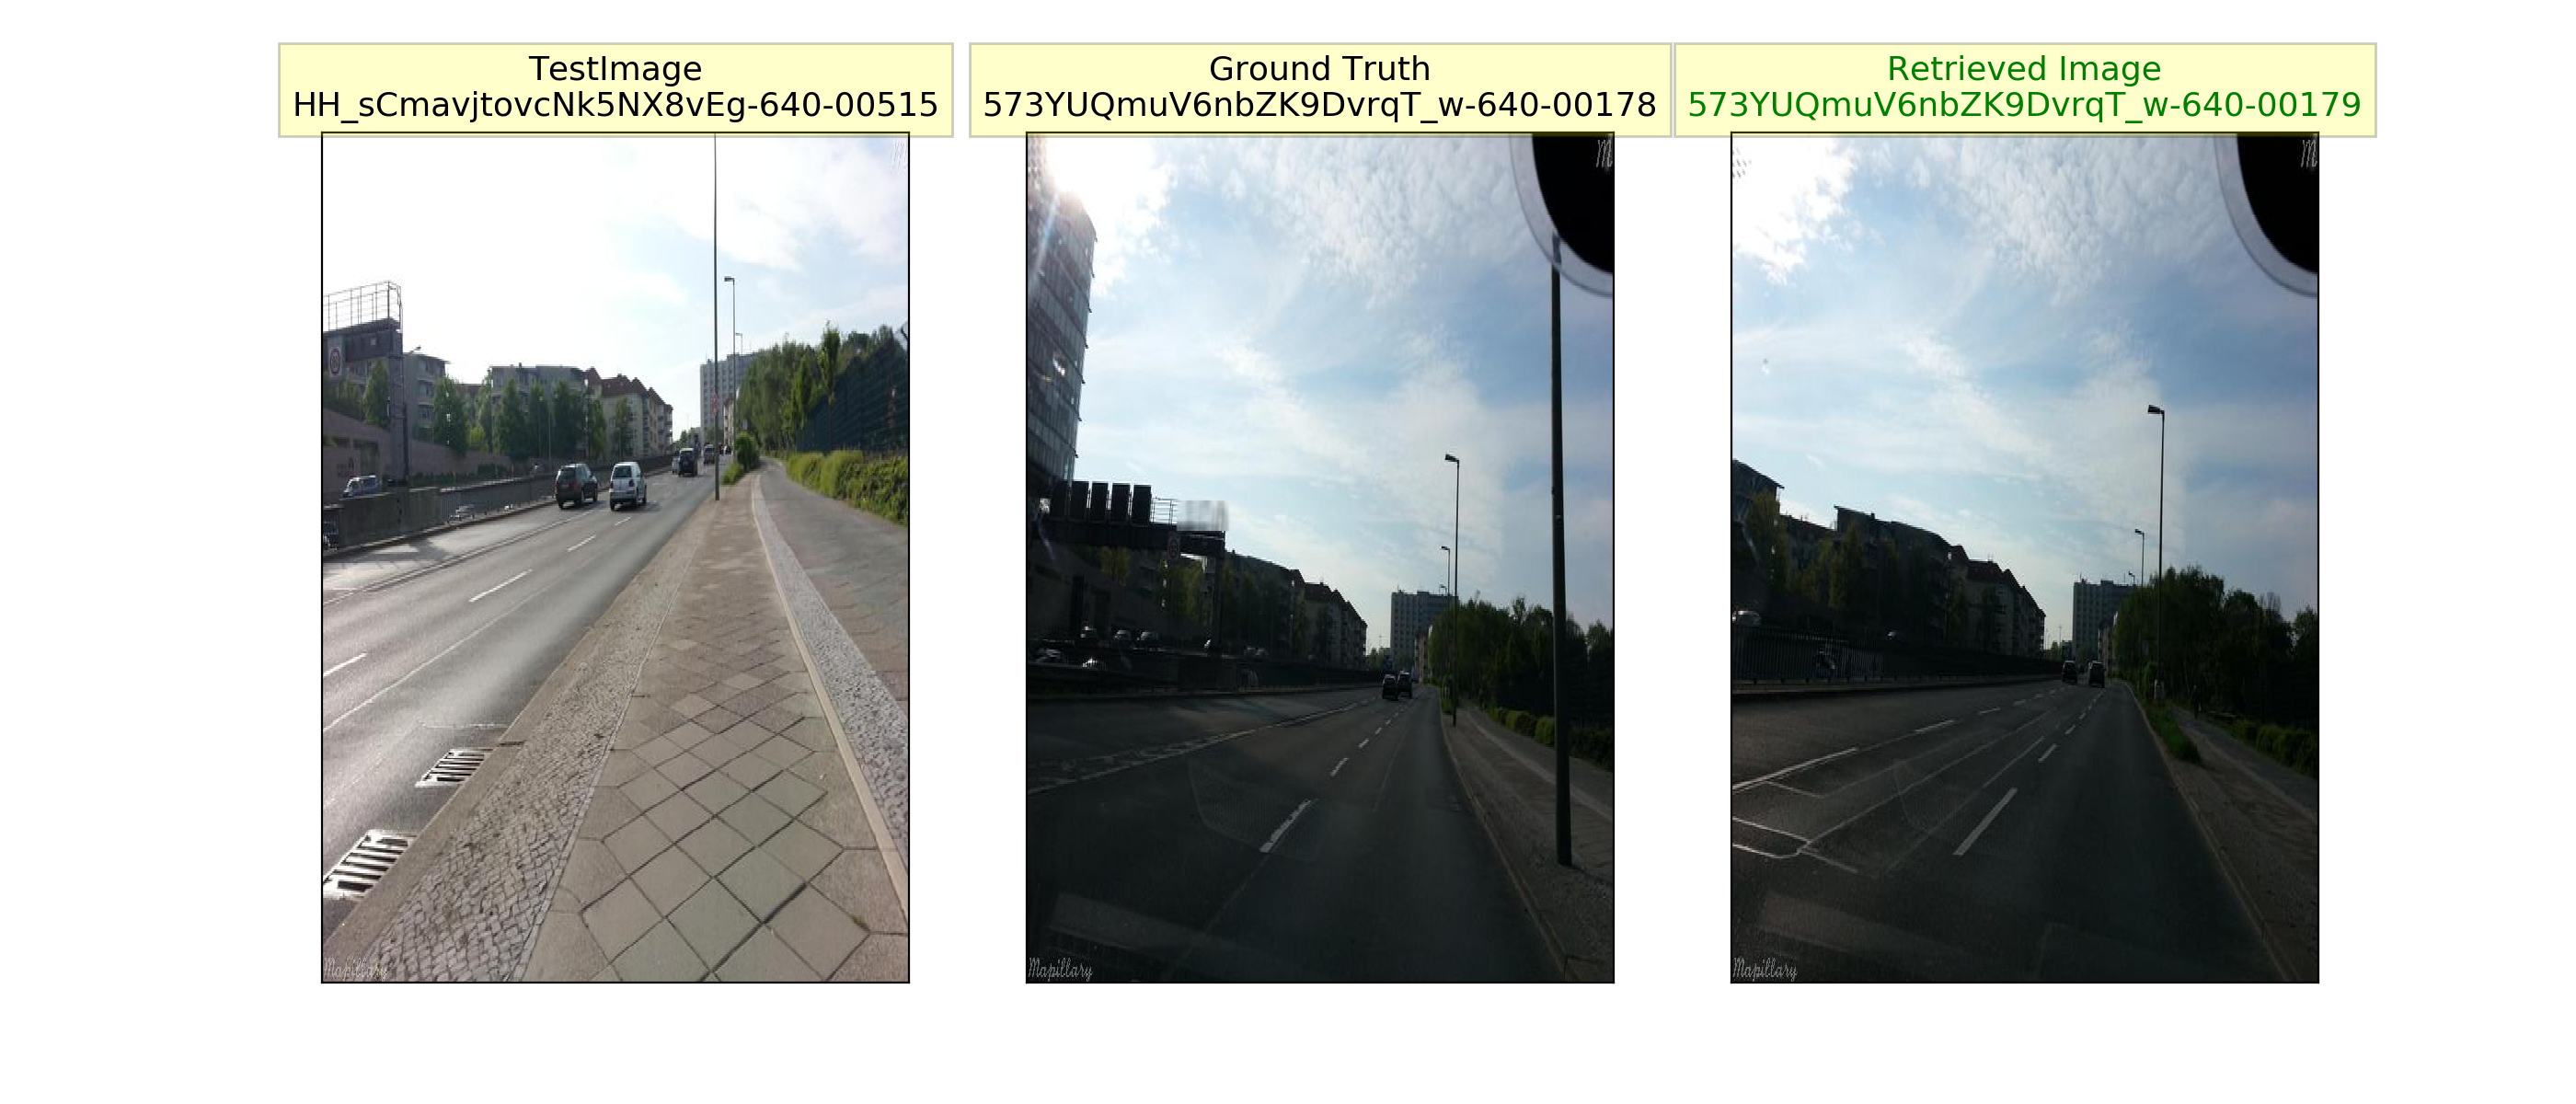 TestImage
HH_sCmavjtovcNk5NX8vEg-640-00515
Ground Truth
573YUQmuV6nbZK9DvrqT_w-640-00178
Retrieved Image
573YUQmuV6nbZK9DvrqT_w-640-00179
M
M
Mapillary
Mapillary
Mapillary